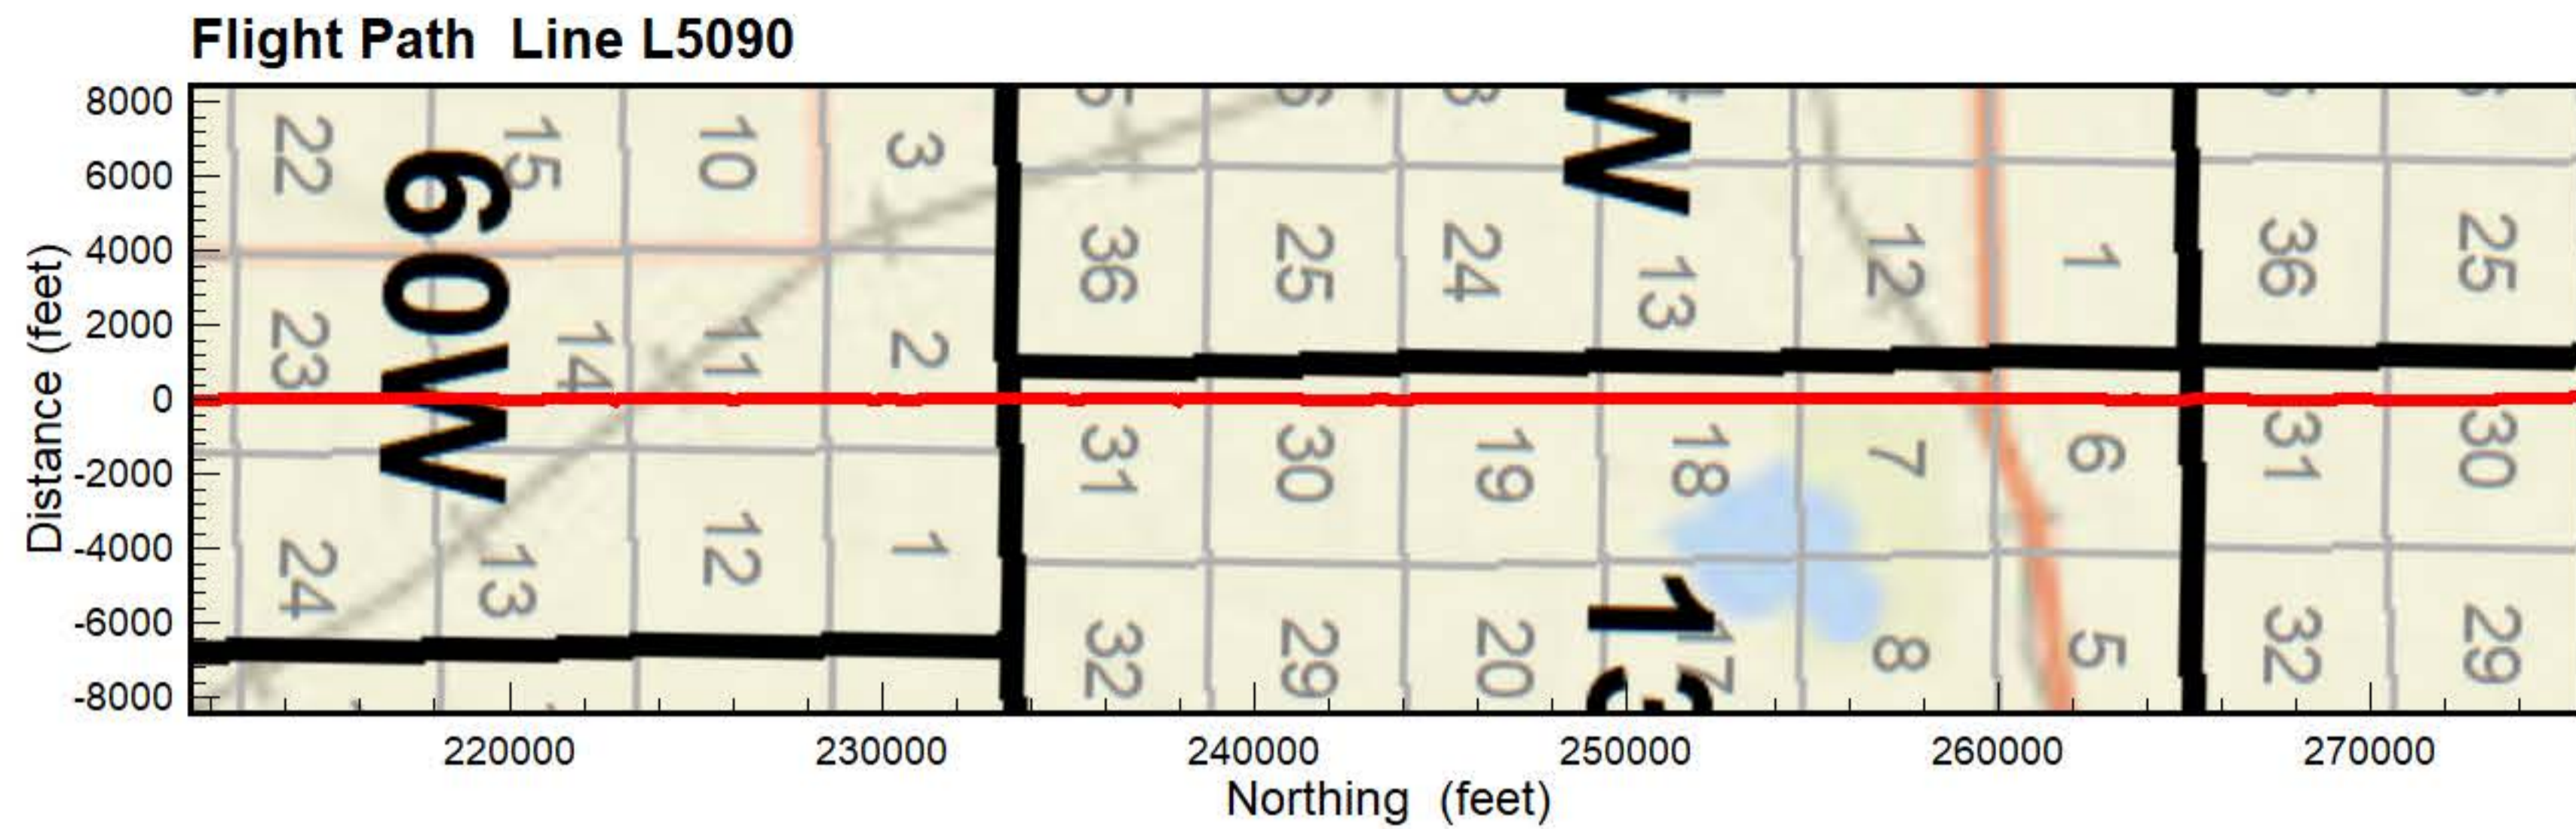 Flight Path Line L5090
8000
6000
4000
2000
0
-2000
-4000
-6000
-8000
Distance (feet)
22 15 10 3
60W
36 25 24 13 12 1 36 25
W
23 14 11 2
31 30 19 18 7 6 31 30
24 13 12 1
32 29 20 17 8 5 32 29
13
220000 230000 240000 250000 260000 270000
Northing (feet)